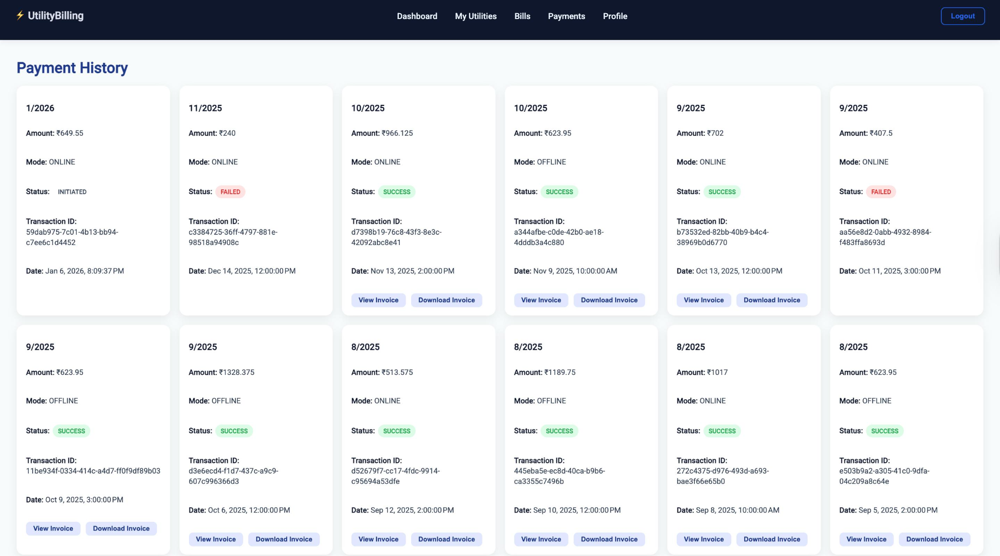 ⚡ UtilityBilling
Dashboard
My Utilities
Bills
Payments
Profile
Logout
Payment History
1/2026
Amount: ₹649.55
Mode: ONLINE
Status: INITIATED
Transaction ID:
59dab975-7c01-4b13-bb94-
c7ee6c1d4452
Date: Jan 6, 2026, 8:09:37 PM
11/2025
Amount: ₹240
Mode: ONLINE
Status: FAILED
Transaction ID:
c3384725-36ff-4797-881e-
98518a94908c
Date: Dec 14, 2025, 12:00:00 PM
10/2025
Amount: ₹966.125
Mode: ONLINE
Status: SUCCESS
Transaction ID:
d7398b19-76c8-43f3-8e3c-
42092abc8e41
Date: Nov 13, 2025, 2:00:00 PM
View Invoice
Download Invoice
10/2025
Amount: ₹623.95
Mode: OFFLINE
Status: SUCCESS
Transaction ID:
a344afbe-c0de-42b0-ae18-
4dddb3a4c880
Date: Nov 9, 2025, 10:00:00 AM
View Invoice
Download Invoice
9/2025
Amount: ₹702
Mode: ONLINE
Status: SUCCESS
Transaction ID:
b73532ed-82bb-40b9-b4c4-
38969b0d6770
Date: Oct 13, 2025, 12:00:00 PM
View Invoice
Download Invoice
9/2025
Amount: ₹407.5
Mode: ONLINE
Status: FAILED
Transaction ID:
aa56e8d2-0abb-4932-8984-
f483ffa8693d
Date: Oct 11, 2025, 3:00:00 PM
9/2025
Amount: ₹623.95
Mode: OFFLINE
Status: SUCCESS
Transaction ID:
11be934f-0334-414c-a4d7-ff0f9df89b03
Date: Oct 9, 2025, 3:00:00 PM
View Invoice
Download Invoice
9/2025
Amount: ₹1328.375
Mode: OFFLINE
Status: SUCCESS
Transaction ID:
d3e6ecd4-f1d7-437c-a9c9-
607c996366d3
Date: Oct 6, 2025, 12:00:00 PM
View Invoice
Download Invoice
8/2025
Amount: ₹513.575
Mode: ONLINE
Status: SUCCESS
Transaction ID:
d52679f7-cc17-4fdc-9914-
c95694a53dfe
Date: Sep 12, 2025, 2:00:00 PM
View Invoice
Download Invoice
8/2025
Amount: ₹1189.75
Mode: OFFLINE
Status: SUCCESS
Transaction ID:
445eba5e-ec8d-40ca-b9b6-
ca3355c7496b
Date: Sep 10, 2025, 12:00:00 PM
View Invoice
Download Invoice
8/2025
Amount: ₹1017
Mode: ONLINE
Status: SUCCESS
Transaction ID:
272c4375-d976-493d-a693-
bae3f66e65b0
Date: Sep 8, 2025, 10:00:00 AM
View Invoice
Download Invoice
8/2025
Amount: ₹623.95
Mode: OFFLINE
Status: SUCCESS
Transaction ID:
e503b9a2-a305-41c0-9dfa-
04c209a8c64e
Date: Sep 5, 2025, 2:00:00 PM
View Invoice
Download Invoice